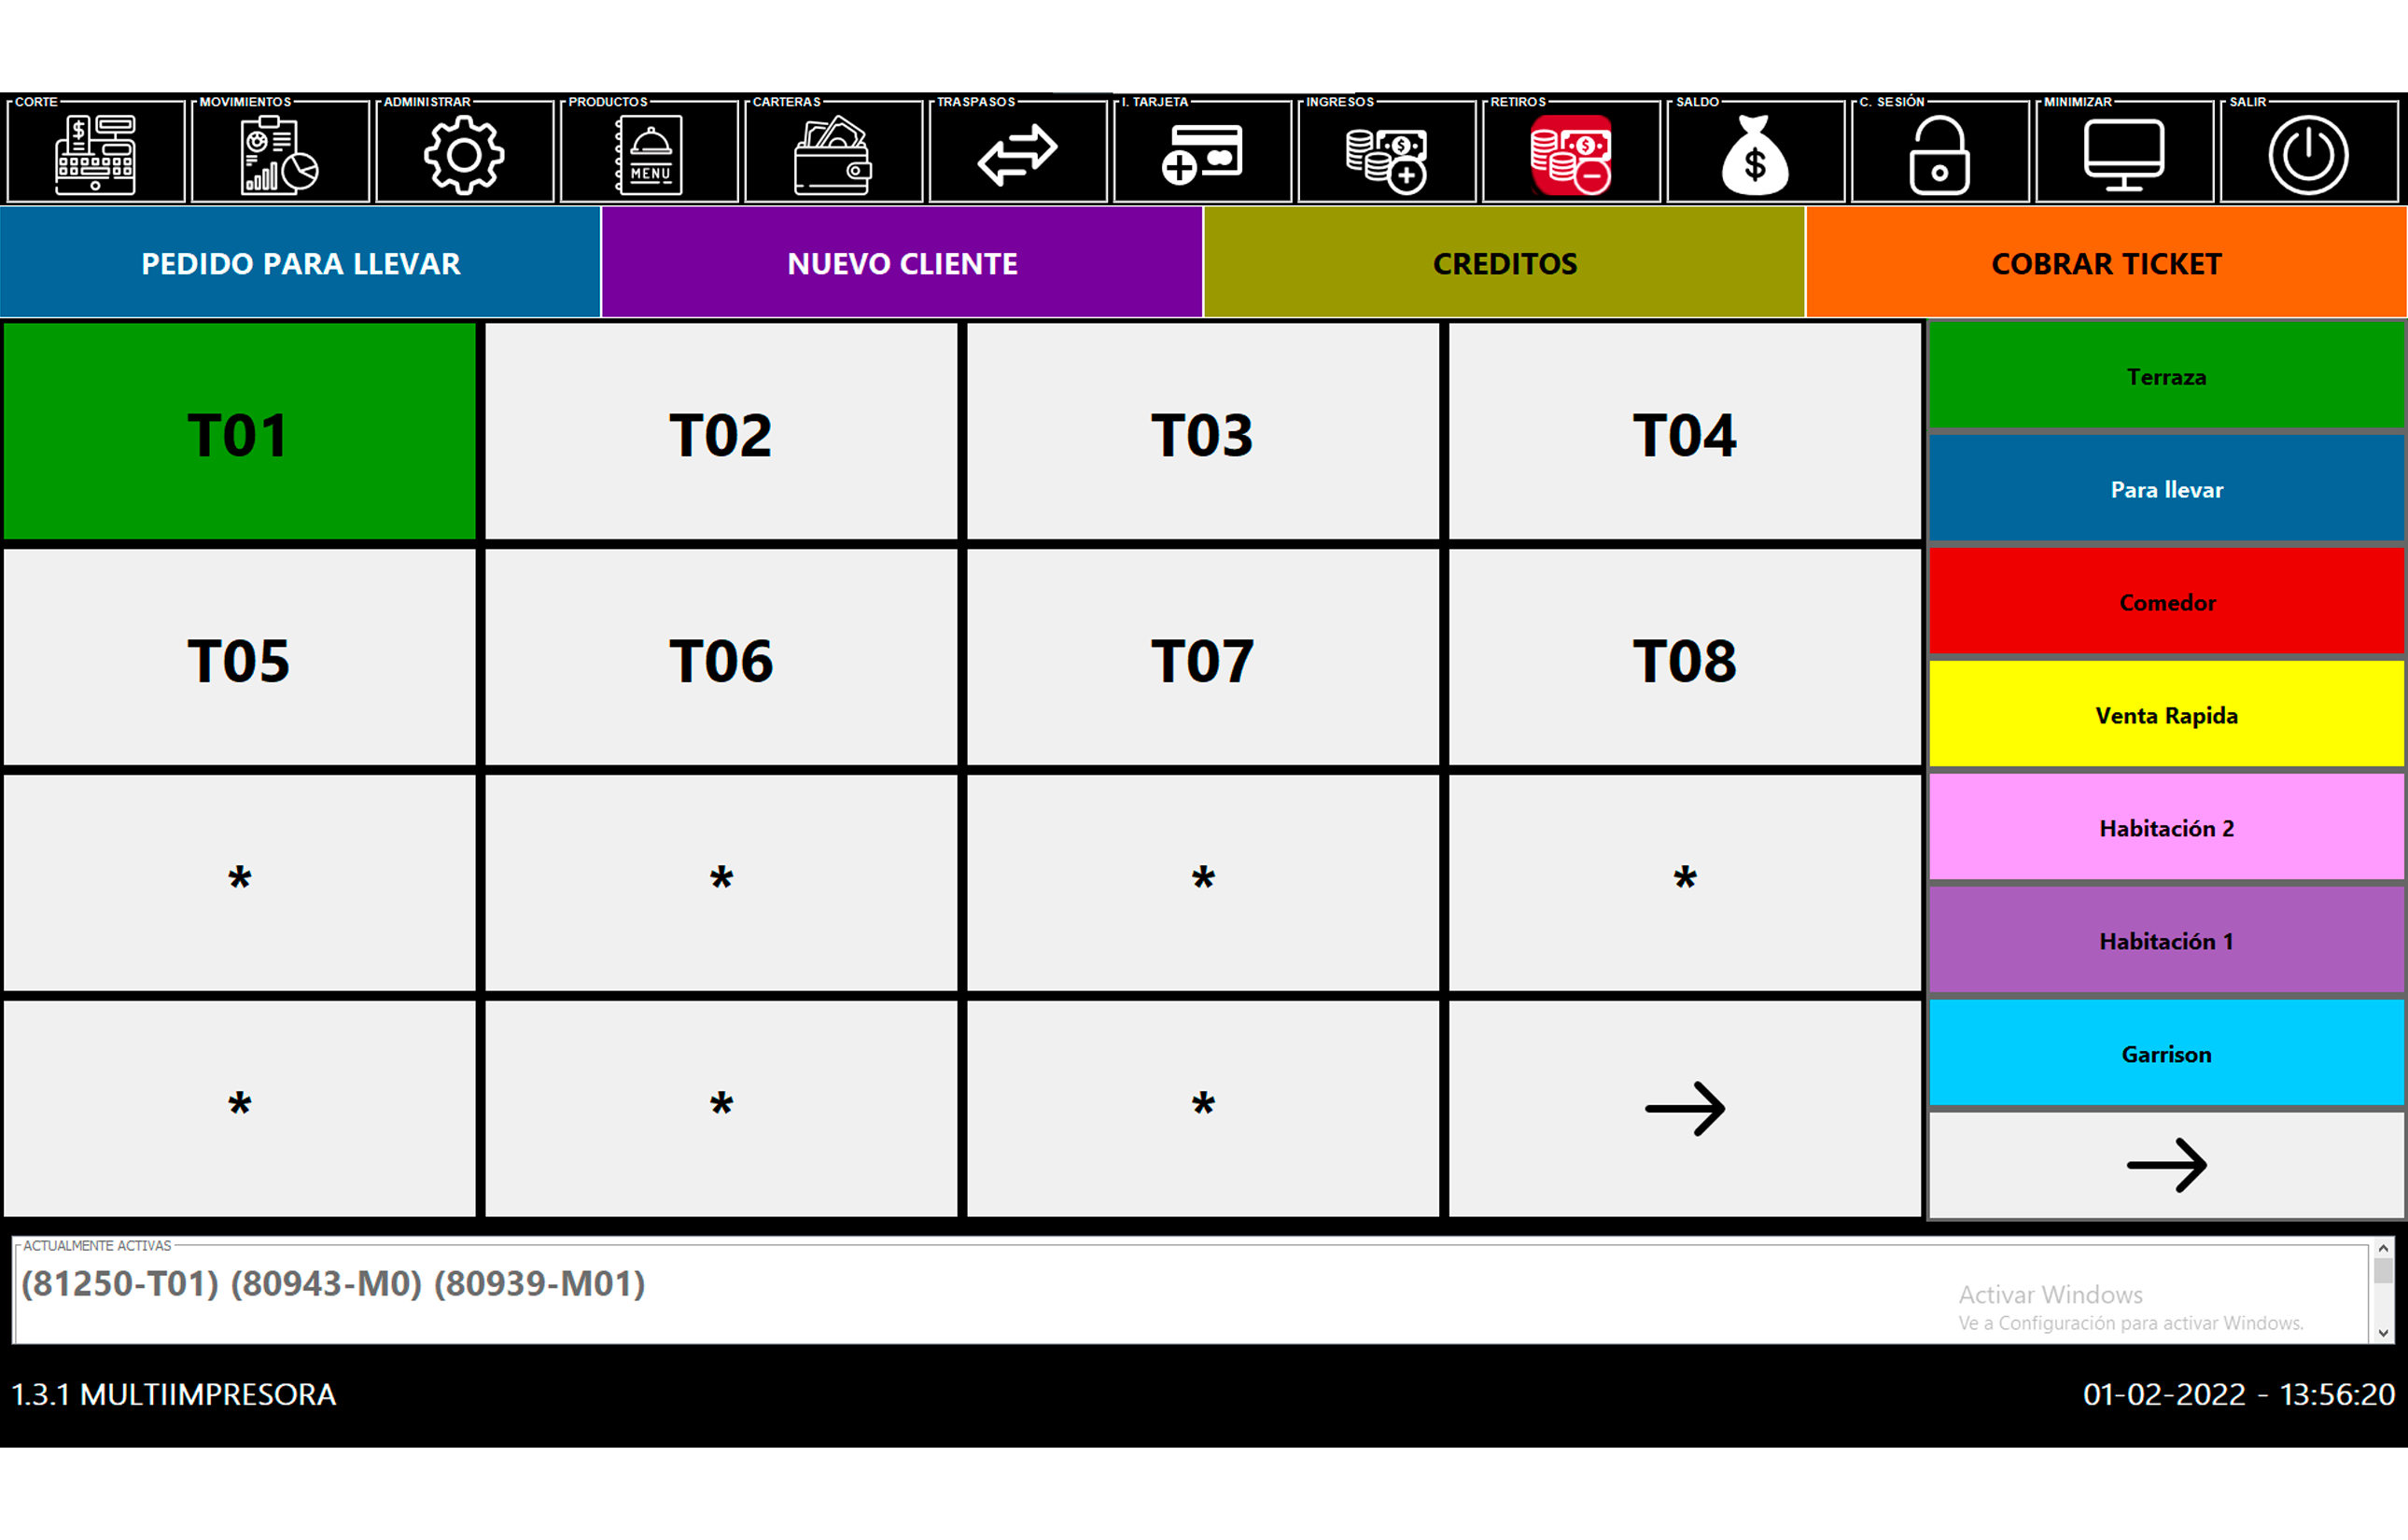 CORTE MOVIMIENTOS ADMINISTRAR PRODUCTOS CARTERAS TRASPASOS I. TARJETA INGRESOS RETIROS SALDO C. SESIÓN MINIMIZAR SALIR
MENU
PEDIDO PARA LLEVAR NUEVO CLIENTE CREDITOS COBRAR TICKET
T01 T02 T03 T04
T05 T06 T07 T08
* * * *
* * *
Terraza
Para llevar
Comedor
Venta Rapida
Habitación 2
Habitación 1
Garrison
ACTUALMENTE ACTIVAS
(81250-T01) (80943-M0) (80939-M01)
Activar Windows
Ve a Configuración para activar Windows.
1.3.1 MULTIIMPRESORA
01-02-2022 - 13:56:20